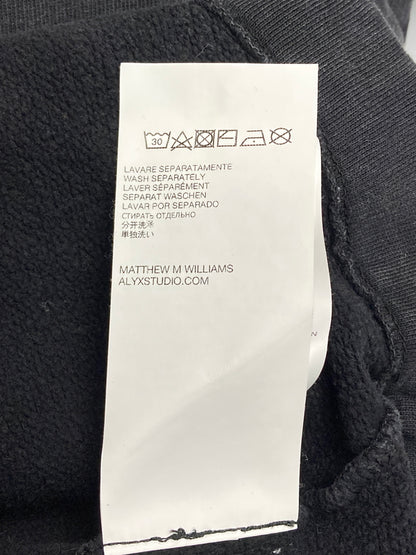 30
LAVARE SEPARATAMENTE
WASH SEPARATELY
LAVER SÉPARÉMENT
SEPARAT WASCHEN
LAVAR POR SEPARADO
СТИРАТЬ ОТДЕЛЬНО
分开洗涤
単独洗い
MATTHEW M WILLIAMS
ALYXSTUDIO.COM